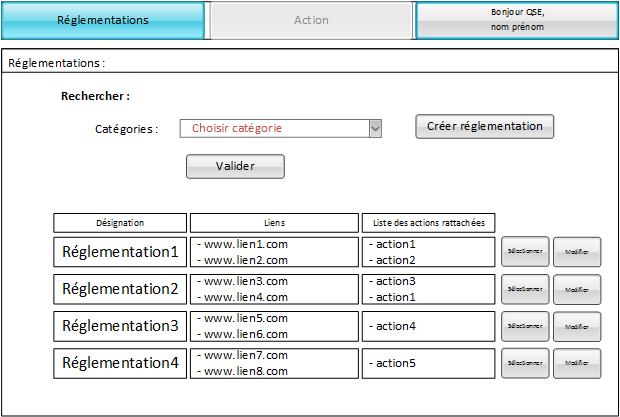 Réglementations
Action
Bonjour QSE,
nom prénom
Réglementations :
Rechercher :
Catégories :
Choisir catégorie
Créer réglementation
Valider
Désignation
Liens
Liste des actions rattachées
Réglementation1
- www.lien1.com
- www.lien2.com
- action1
- action2
Sélectionner
Modifier
Réglementation2
- www.lien3.com
- www.lien4.com
- action3
- action1
Sélectionner
Modifier
Réglementation3
- www.lien5.com
- www.lien6.com
- action4
Sélectionner
Modifier
Réglementation4
- www.lien7.com
- www.lien8.com
- action5
Sélectionner
Modifier